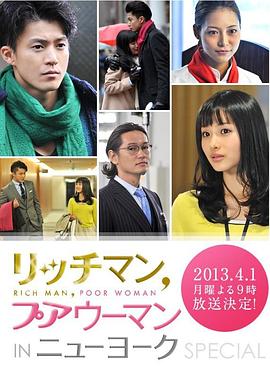 リッチマン,
RICH MAN, POOR WOMAN
プアウーマン
IN ニューヨーク SPECIAL
2013.4.1
月曜よる9時
放送決定!